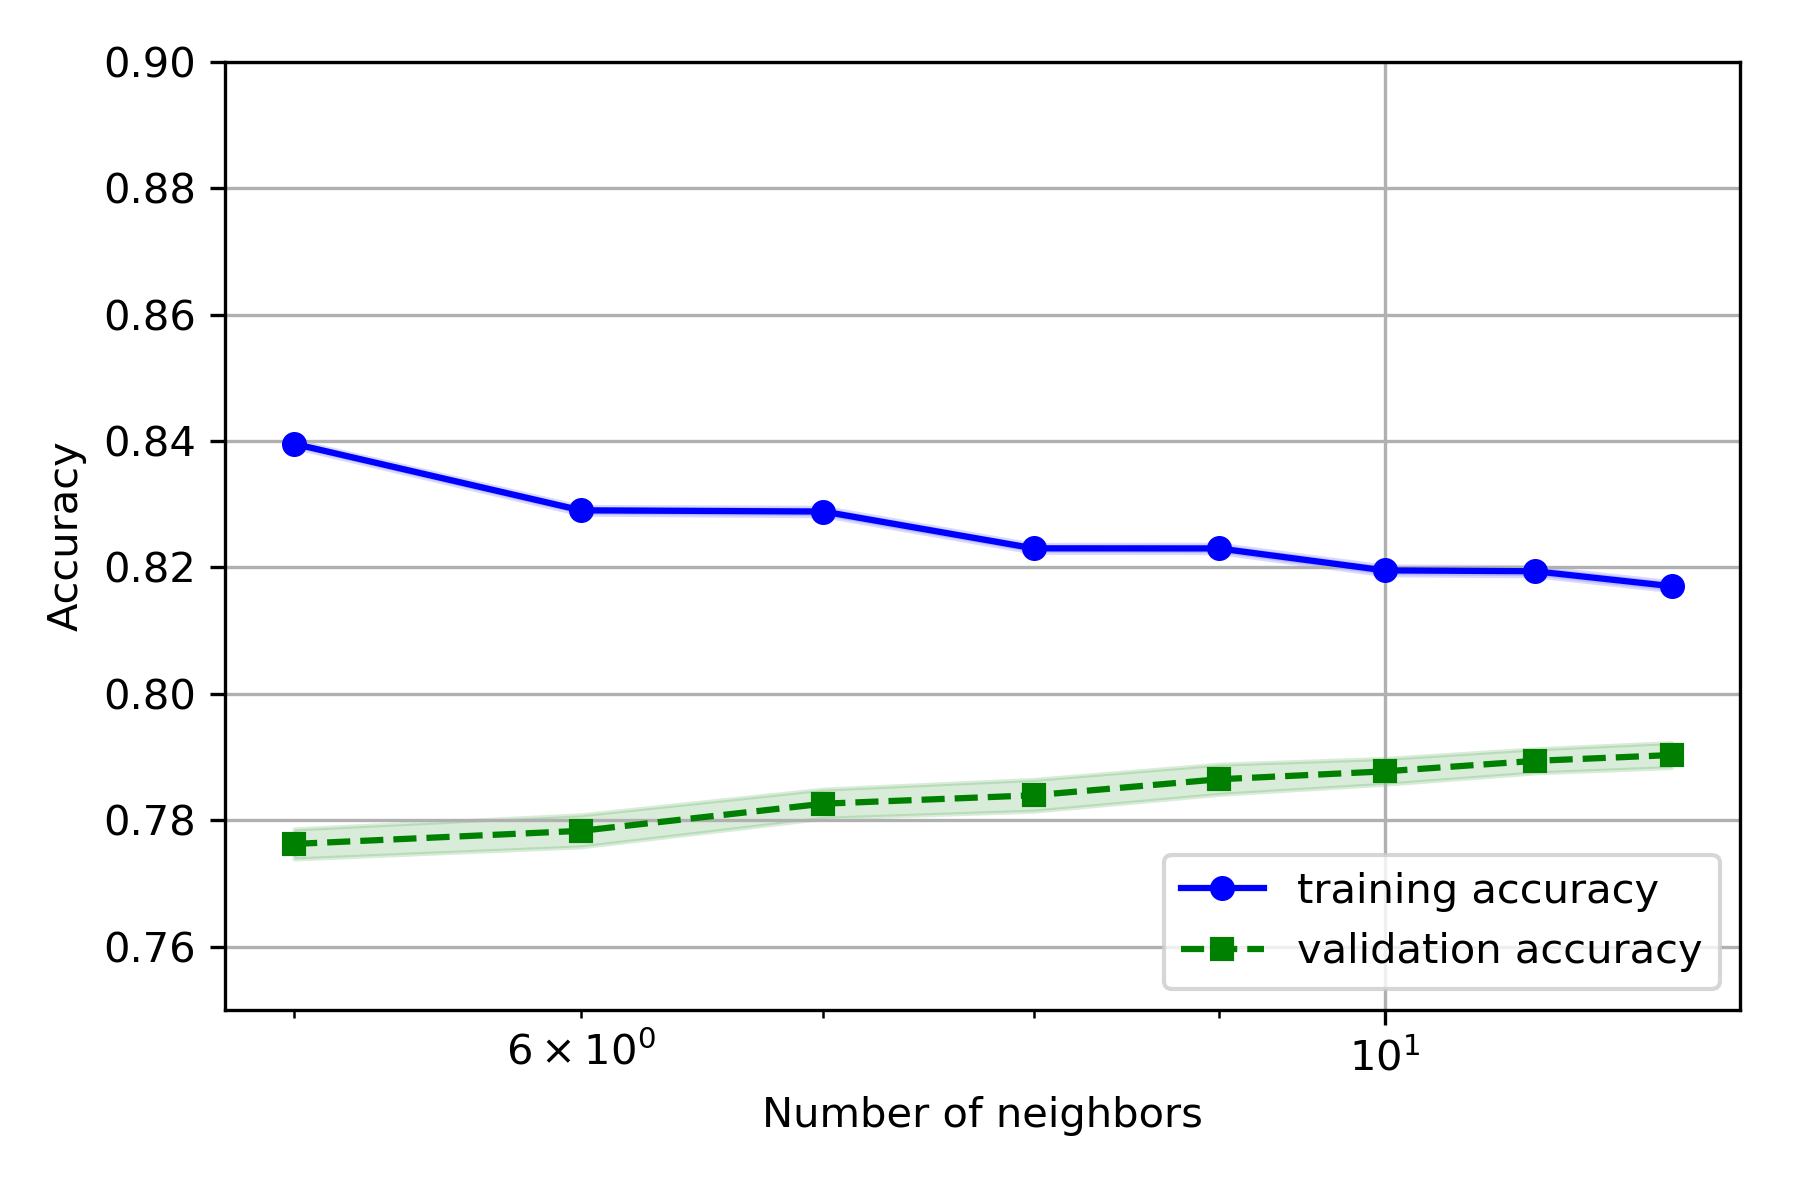 0.90
0.88
0.86
0.84
0.82
0.80
0.78
0.76
Accuracy
training accuracy
validation accuracy
6 × 10⁰
10¹
Number of neighbors